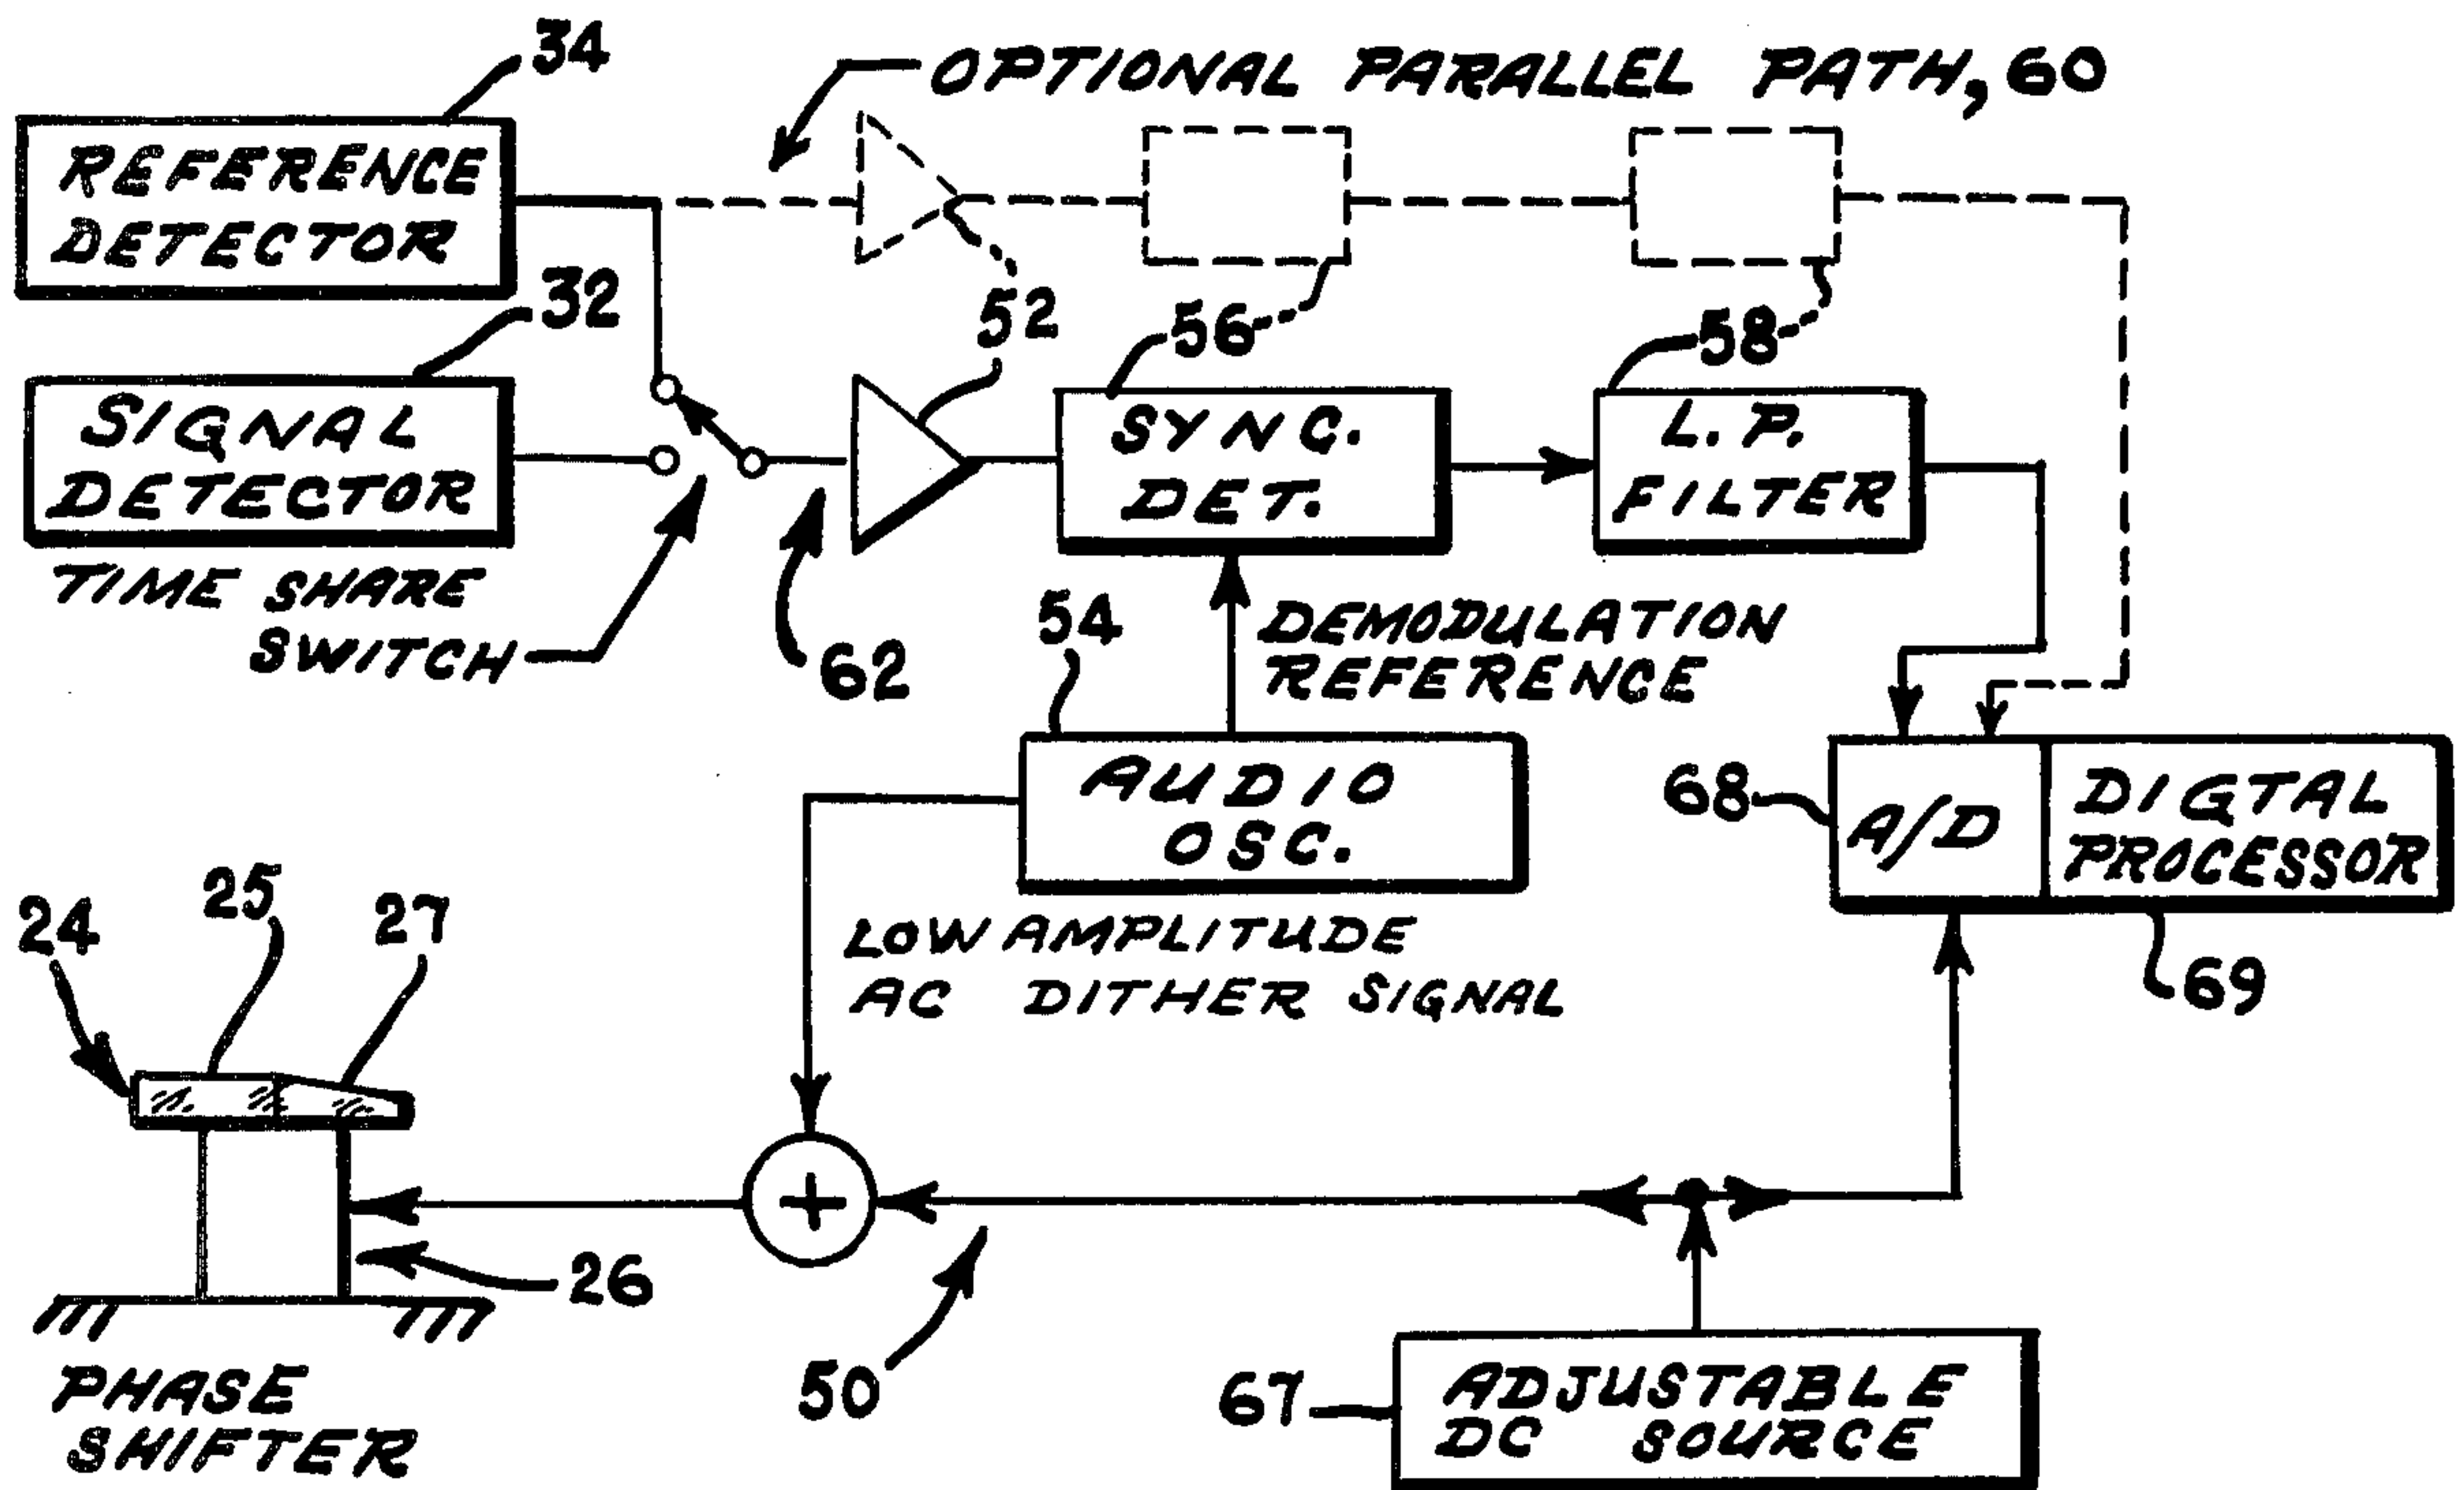 34
OPTIONAL PARALLEL PATH, 60
REFERENCE
DETECTOR
32
52
56
58
SIGNAL
DETECTOR
SYNC.
DET.
L. P.
FILTER
TIME SHARE
SWITCH
62
54
DEMODULATION
REFERENCE
AUDIO
OSC.
68
A/D
DIGTAL
PROCESSOR
69
LOW AMPLITUDE
AC DITHER SIGNAL
24
25
27
+
26
50
PHASE
SHIFTER
67
ADJUSTABLE
DC SOURCE